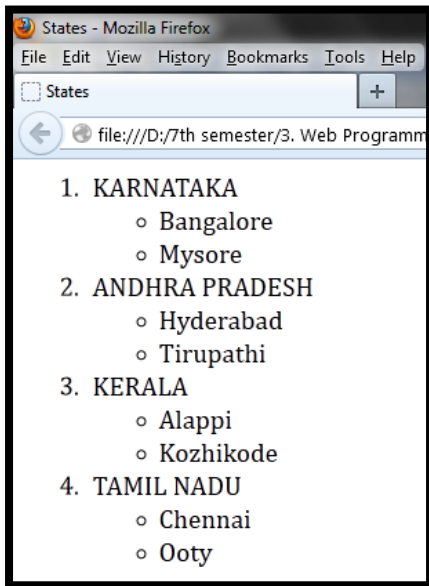 States - Mozilla Firefox
File Edit View History Bookmarks Tools Help
States +
file:///D:/7th semester/3. Web Programm
1. KARNATAKA
Bangalore
Mysore
2. ANDHRA PRADESH
Hyderabad
Tirupathi
3. KERALA
Alappi
Kozhikode
4. TAMIL NADU
Chennai
Ooty